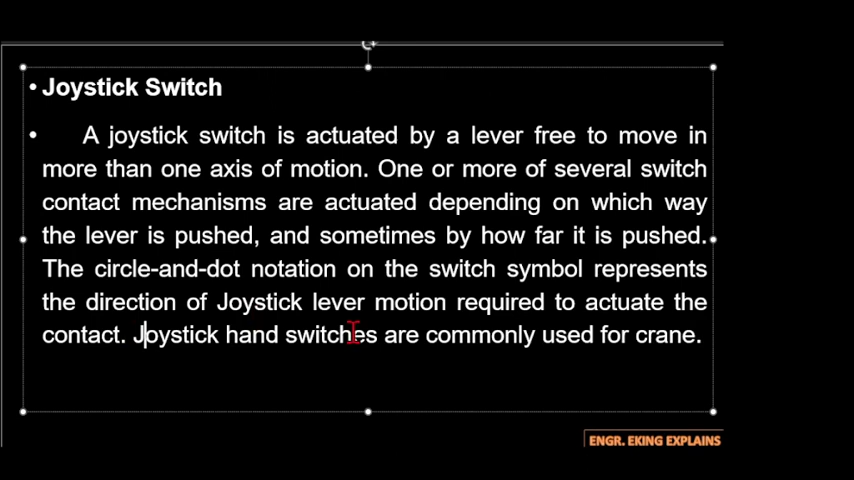 • Joystick Switch
• A joystick switch is actuated by a lever free to move in
more than one axis of motion. One or more of several switch
contact mechanisms are actuated depending on which way
the lever is pushed, and sometimes by how far it is pushed.
The circle-and-dot notation on the switch symbol represents
the direction of Joystick lever motion required to actuate the
contact. Joystick hand switches are commonly used for crane.
ENGR. EKING EXPLAINS